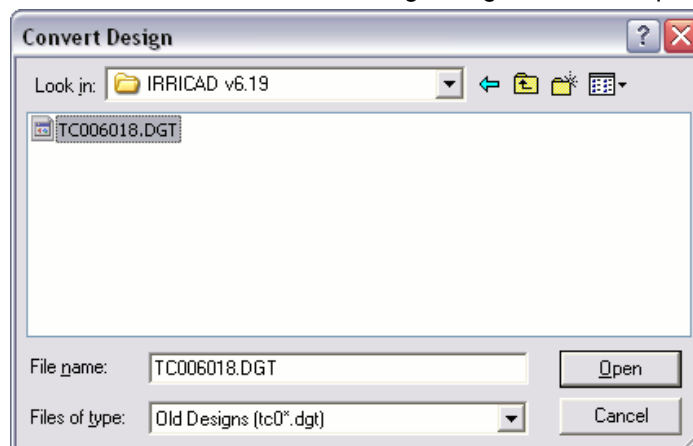 Convert Design
Look in: IRRICAD v6.19
TC006018.DGT
File name: TC006018.DGT Open
Files of type: Old Designs (tc0*.dgt) Cancel